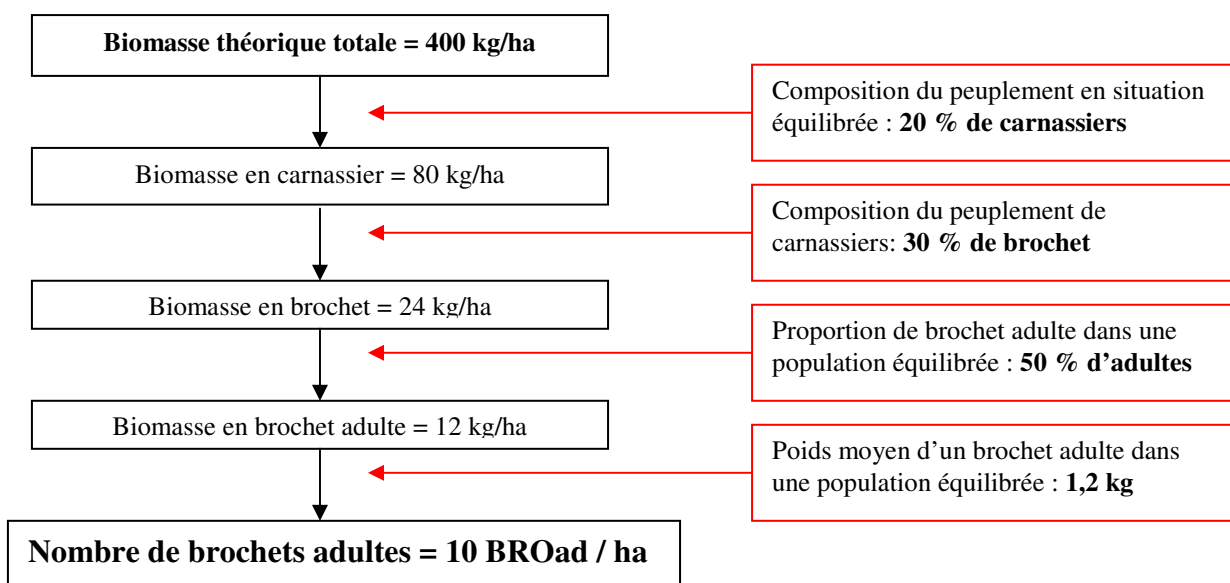 Biomasse théorique totale = 400 kg/ha
Composition du peuplement en situation
équilibrée : 20 % de carnassiers
Biomasse en carnassier = 80 kg/ha
Composition du peuplement de
carnassiers: 30 % de brochet
Biomasse en brochet = 24 kg/ha
Proportion de brochet adulte dans une
population équilibrée : 50 % d’adultes
Biomasse en brochet adulte = 12 kg/ha
Poids moyen d’un brochet adulte dans
une population équilibrée : 1,2 kg
Nombre de brochets adultes = 10 BROad / ha